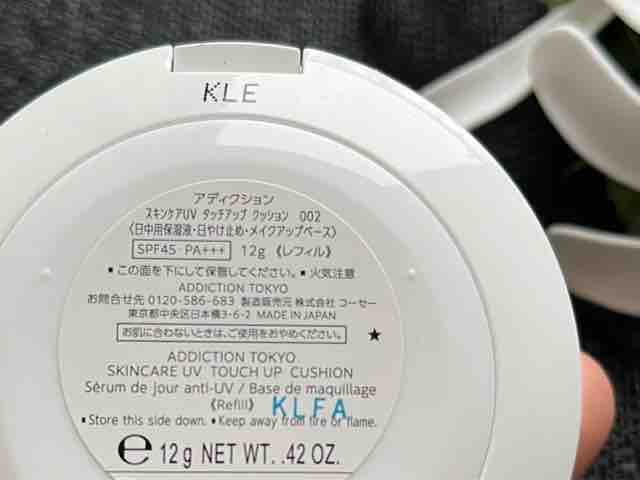 KLE
アディクション
スキンケアUV タッチアップ クッション 002
〈日中用保湿液・日やけ止め・メイクアップベース〉
SPF45・PA+++ 12g 《レフィル》
▪この面を下にして保管してください。▪火気注意
ADDICTION TOKYO
お問合せ先 0120-586-683 製造販売元 株式会社 コーセー
東京都中央区日本橋3-6-2 MADE IN JAPAN
お肌に合わないときは、ご使用をおやめください。 ★
ADDICTION TOKYO
SKINCARE UV TOUCH UP CUSHION
Sérum de jour anti-UV / Base de maquillage
《Refill》 KLFA
▪Store this side down. ♦Keep away from fire or flame.
℮ 12g NET WT. .42 OZ.